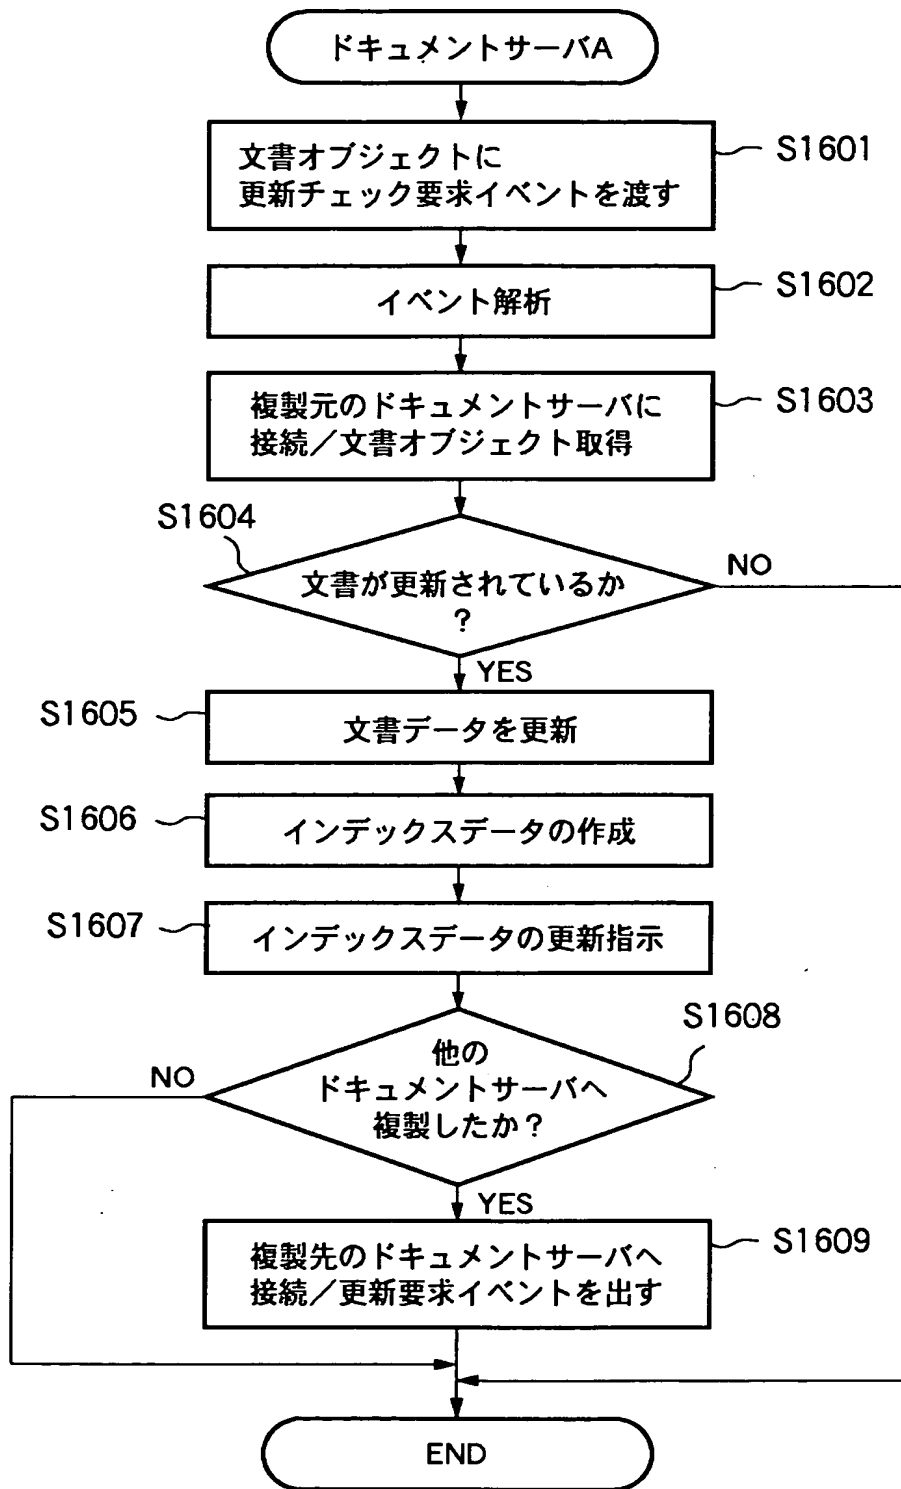 ドキュメントサーバA
文書オブジェクトに
更新チェック要求イベントを渡す
S1601
イベント解析
S1602
複製元のドキュメントサーバに
接続／文書オブジェクト取得
S1603
S1604
文書が更新されているか
？
NO
YES
S1605
文書データを更新
S1606
インデックスデータの作成
S1607
インデックスデータの更新指示
S1608
他の
ドキュメントサーバへ
複製したか？
NO
YES
複製先のドキュメントサーバへ
接続／更新要求イベントを出す
S1609
END